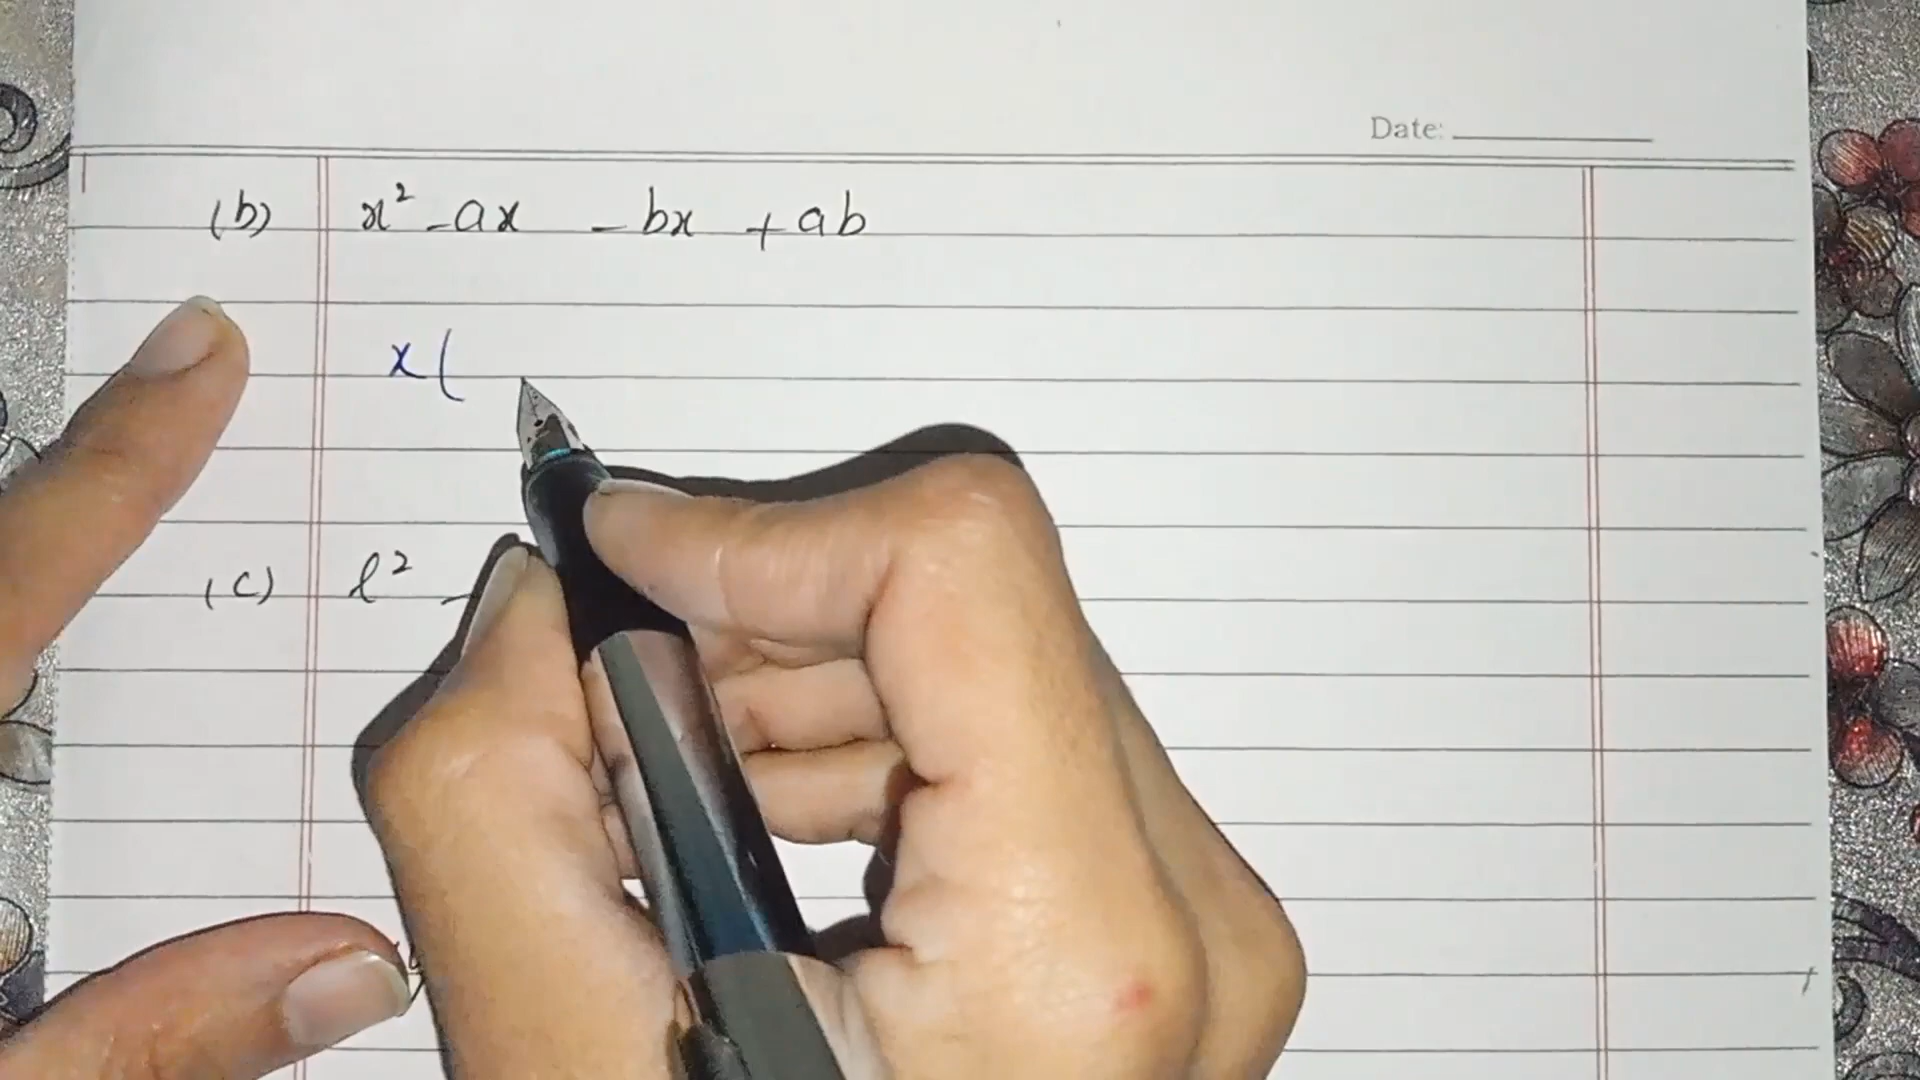 Date:
(b) x² - ax - bx + ab
x(
(c) l² -